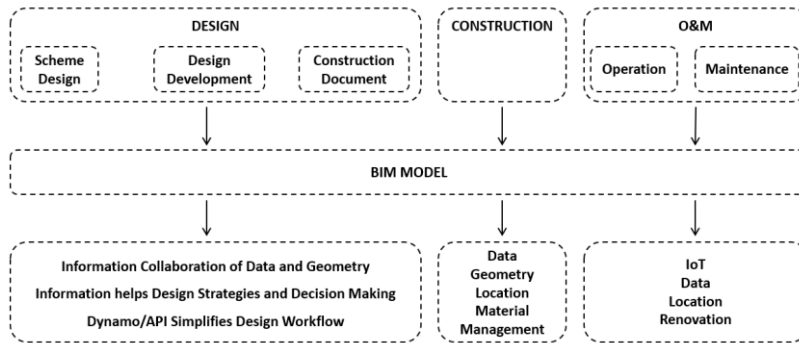 DESIGN
Scheme
Design
Design
Development
Construction
Document
CONSTRUCTION
O&M
Operation
Maintenance
BIM MODEL
Information Collaboration of Data and Geometry
Information helps Design Strategies and Decision Making
Dynamo/API Simplifies Design Workflow
Data
Geometry
Location
Material
Management
IoT
Data
Location
Renovation